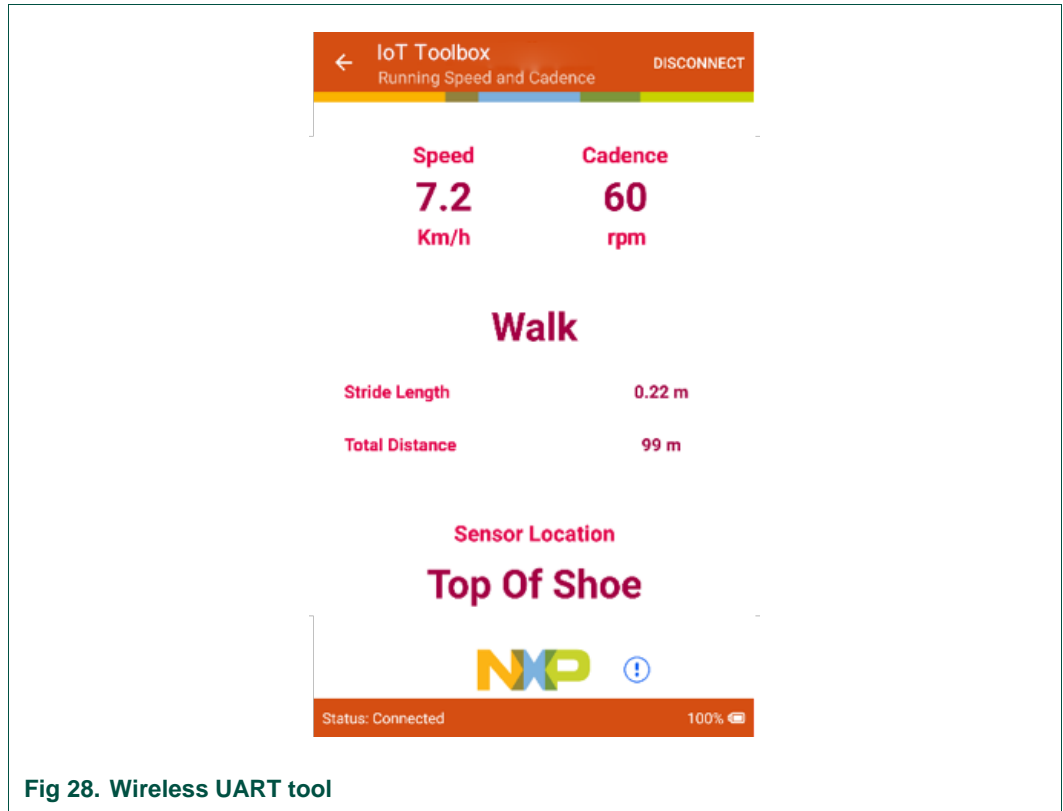 IoT Toolbox
DISCONNECT
Running Speed and Cadence
Speed Cadence
7.2 60
Km/h rpm
Walk
Stride Length 0.22 m
Total Distance 99 m
Sensor Location
Top Of Shoe
NXP
Status: Connected 100%
Fig 28. Wireless UART tool